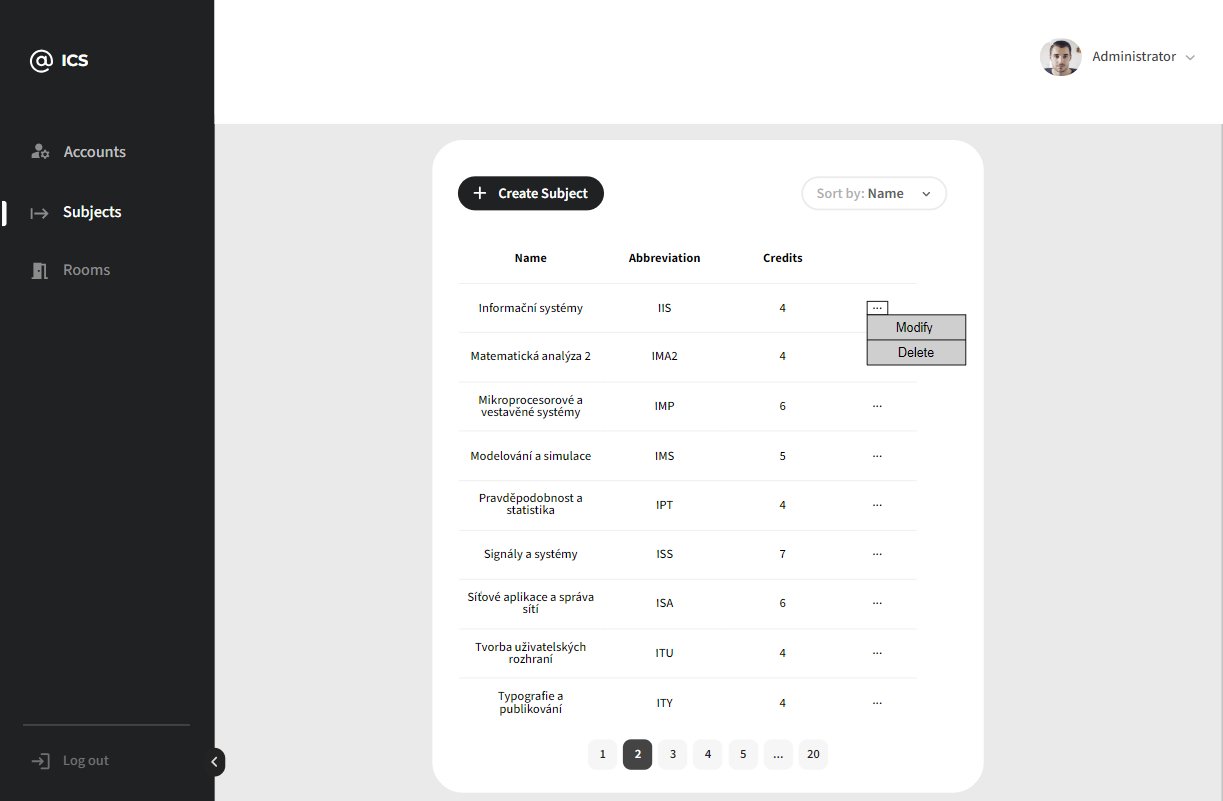 @ ICS
Administrator
Accounts
Subjects
Rooms
Log out
+ Create Subject
Sort by: Name
Name Abbreviation Credits
Informační systémy IIS 4 ...
Modify
Delete
Matematická analýza 2 IMA2 4
Mikroprocesorové a
vestavěné systémy IMP 6 ...
Modelování a simulace IMS 5 ...
Pravděpodobnost a
statistika IPT 4 ...
Signály a systémy ISS 7 ...
Síťové aplikace a správa
sítí ISA 6 ...
Tvorba uživatelských
rozhraní ITU 4 ...
Typografie a
publikování ITY 4 ...
1 2 3 4 5 ... 20